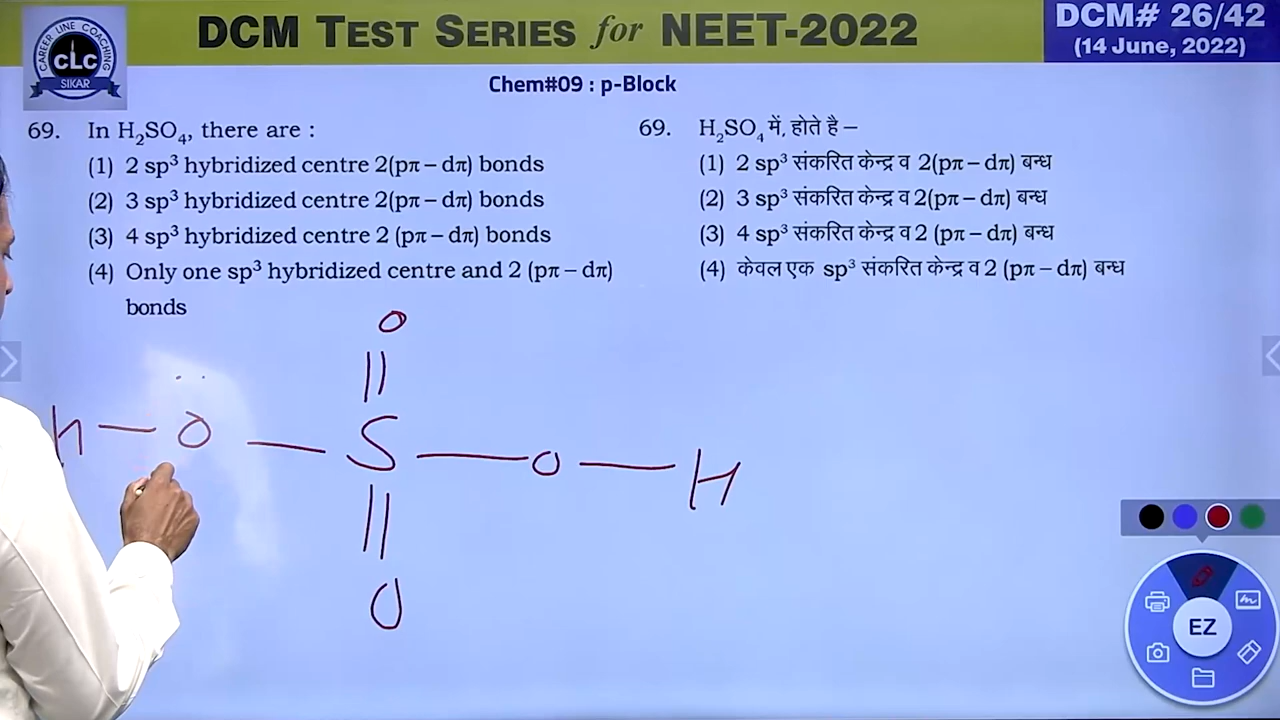 CAREER LINE COACHING
CLC
SIKAR
DCM TEST SERIES for NEET-2022
DCM# 26/42
(14 June, 2022)
Chem#09 : p-Block
69. In H₂SO₄, there are :
(1) 2 sp³ hybridized centre 2(pπ – dπ) bonds
(2) 3 sp³ hybridized centre 2(pπ – dπ) bonds
(3) 4 sp³ hybridized centre 2 (pπ – dπ) bonds
(4) Only one sp³ hybridized centre and 2 (pπ – dπ)
bonds
69. H₂SO₄ में, होते है –
(1) 2 sp³ संकरित केन्द्र व 2(pπ – dπ) बन्ध
(2) 3 sp³ संकरित केन्द्र व 2(pπ – dπ) बन्ध
(3) 4 sp³ संकरित केन्द्र व 2 (pπ – dπ) बन्ध
(4) केवल एक sp³ संकरित केन्द्र व 2 (pπ – dπ) बन्ध
O
||
H — Ö — S — O — H
||
O
EZ